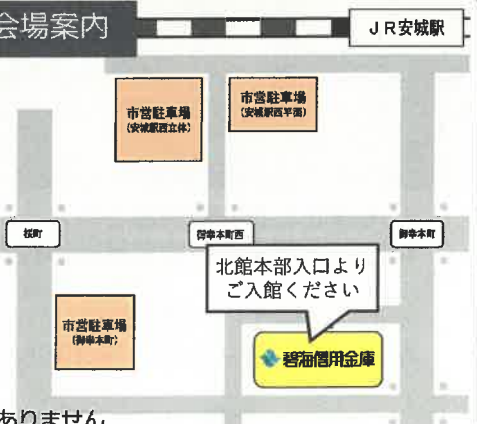 会場案内
JR安城駅
市営駐車場
(安城駅西立体)
市営駐車場
(安城駅西平面)
桜町
御幸本町西
御幸本町
北館本部入口より
ご入館ください
市営駐車場
(御幸本町)
碧海信用金庫
ありません